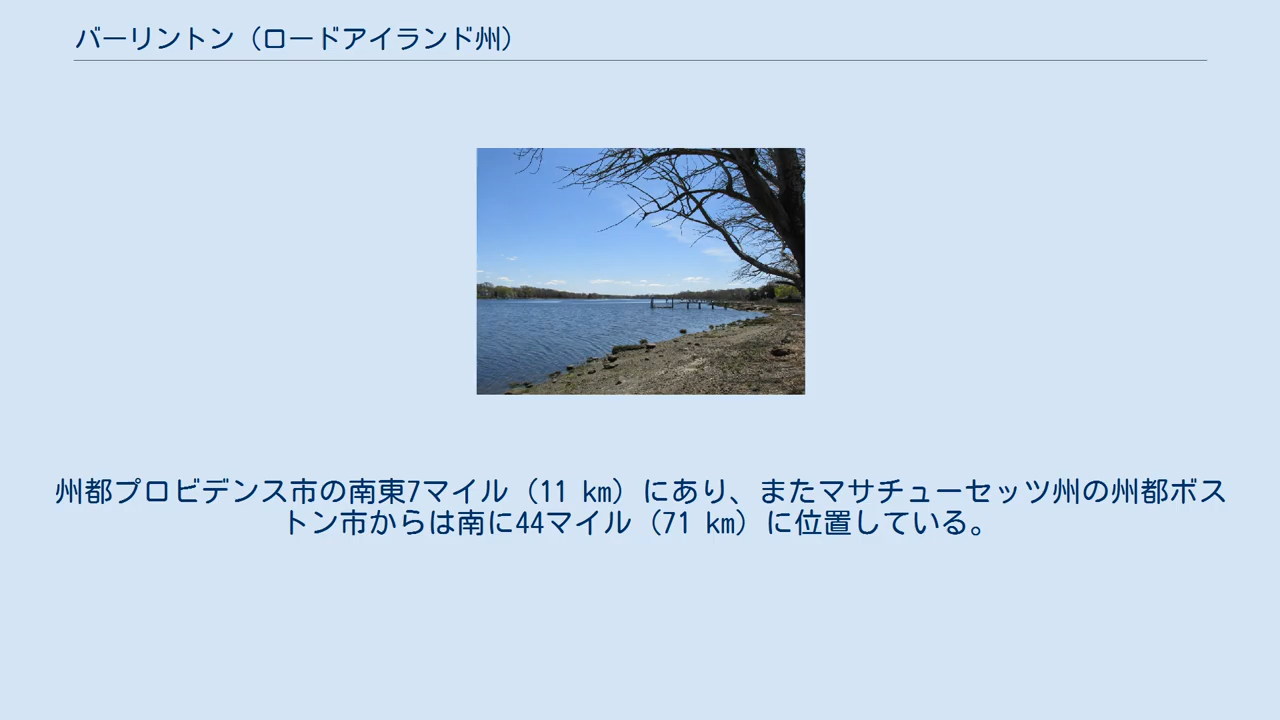 バーリントン（ロードアイランド州）
州都プロビデンス市の南東7マイル（11 km）にあり、またマサチューセッツ州の州都ボス
トン市からは南に44マイル（71 km）に位置している。